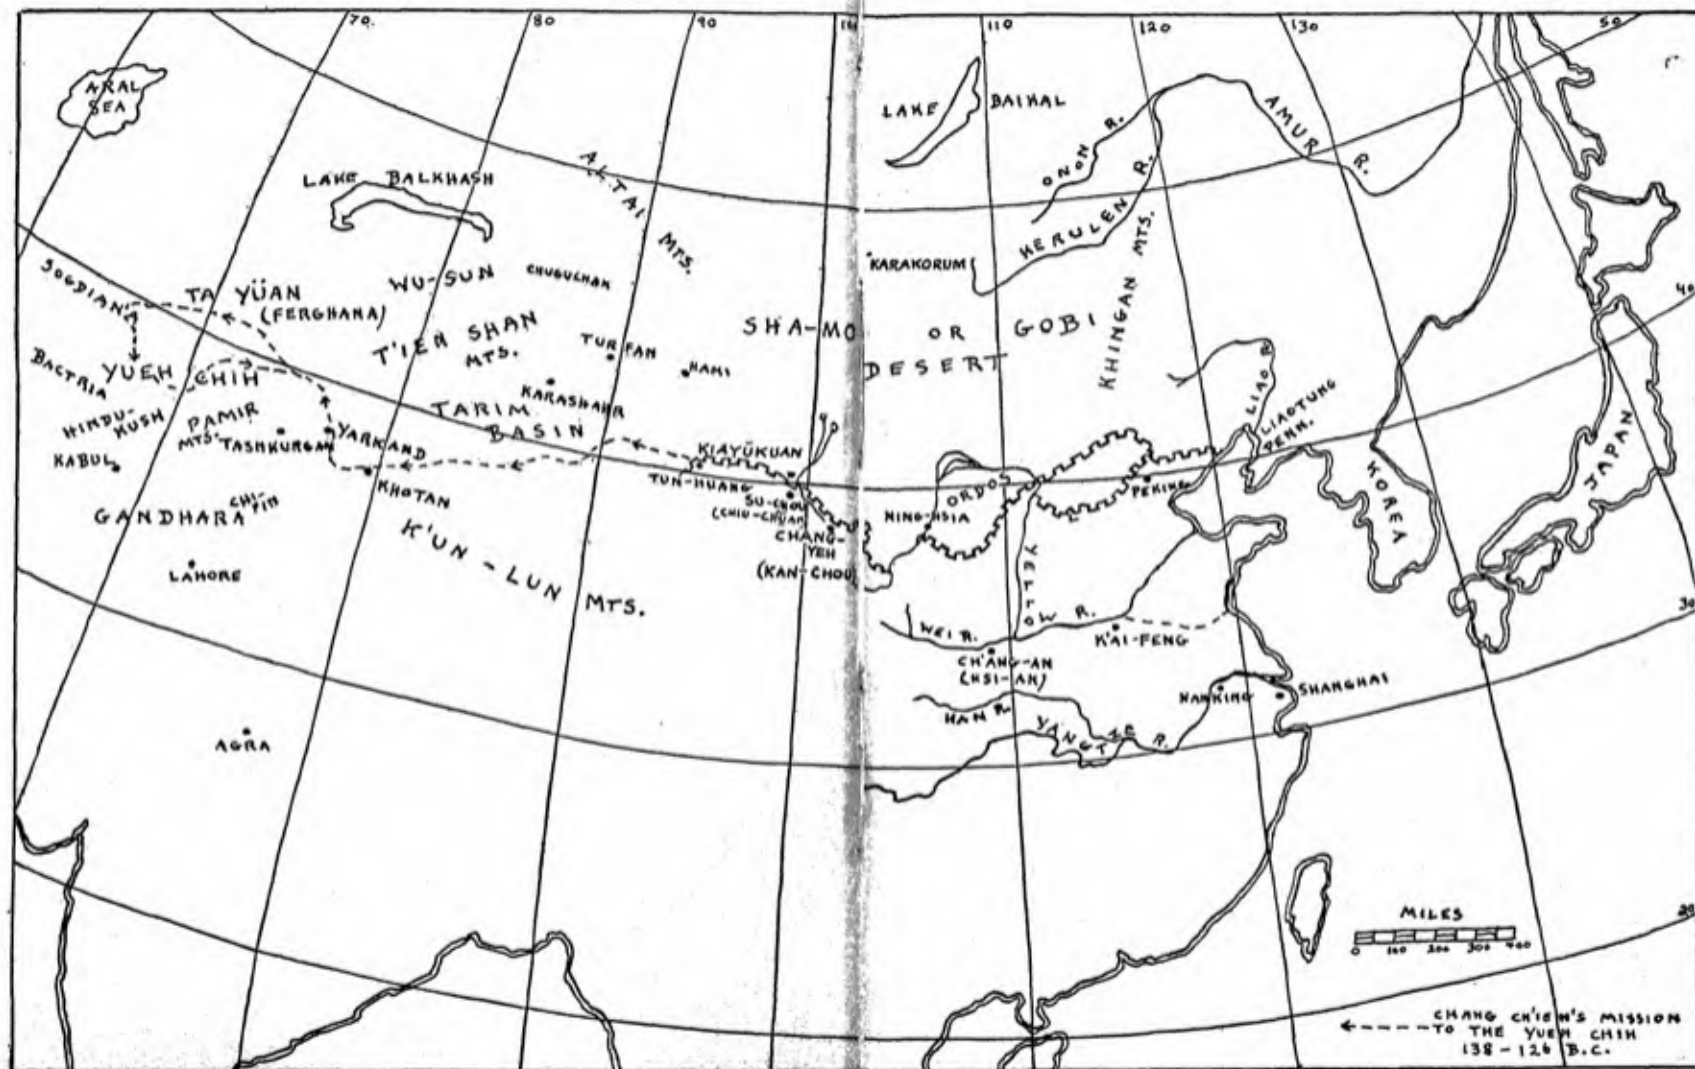 70.
80
90
110
120
130
50
ARAL
SEA
LAKE BAIKAL
AMUR R.
ONON R.
ALTAI MTS.
LAKE BALKHASH
KERULEN R.
KARAKORUM
KHINGAN MTS.
SOGDIANA
TA YÜAN
(FERGHANA)
WU-SUN
CHUGUCHAK
40
SHA-MO OR GOBI
DESERT
T'IEN SHAN
MTS.
TURFAN
HAMI
BACTRIA
YUEH CHIH
KARASHAHR
LIAO R.
LIAOTUNG
PENN.
HINDU-
KUSH
PAMIR
MTS.
TASHKURGAN
YARKAND
TARIM
BASIN
KIAYÜKUAN
KABUL
KHOTAN
TUN-HUANG
SU-CHOU
(CHIU-CHUAN)
ORDOS
PEKING
KOREA
JAPAN
GANDHARA
CHI-
PIN
NING-HSIA
CHANG-
YEH
(KAN-CHOU)
K'UN-LUN MTS.
LAHORE
YELLOW R.
30
WEI R.
K'AI-FENG
CH'ANG-AN
(HSI-AN)
HAN R.
NANKING
SHANGHAI
YANGTZE R.
AGRA
MILES
0 100 200 300 400
20
CHANG CH'IEN'S MISSION
TO THE YUEH CHIH
138-126 B.C.